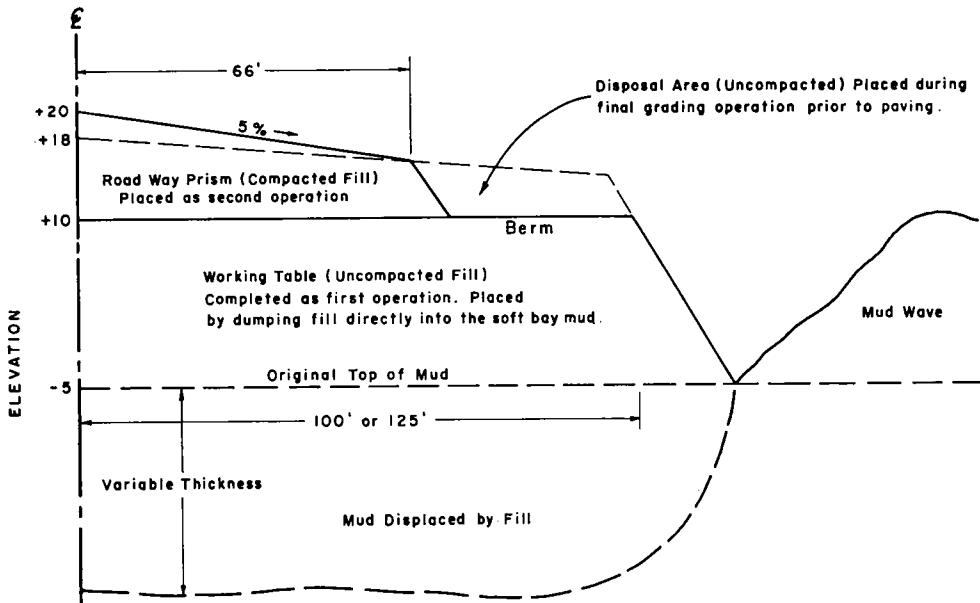 ℄
66'
Disposal Area (Uncompacted) Placed during
final grading operation prior to paving.
+20
5%
+18
Road Way Prism (Compacted Fill)
Placed as second operation
+10
Berm
Working Table (Uncompacted Fill)
Completed as first operation. Placed
by dumping fill directly into the soft bay mud.
Mud Wave
ELEVATION
Original Top of Mud
-5
100' or 125'
Variable Thickness
Mud Displaced by Fill